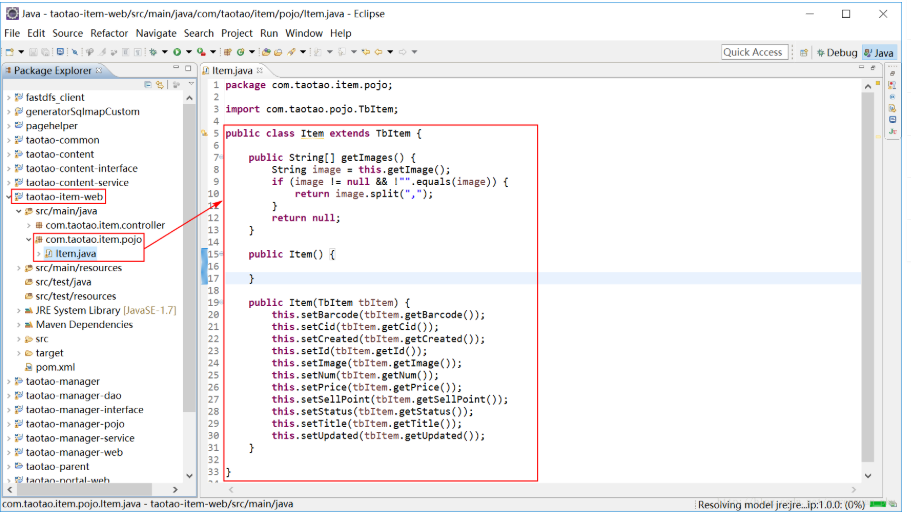 Java - taotao-item-web/src/main/java/com/taotao/item/pojo/Item.java - Eclipse
File Edit Source Refactor Navigate Search Project Run Window Help
Quick Access
Debug
Java
Package Explorer
fastdfs_client
generatorSqlmapCustom
pagehelper
taotao-common
taotao-content
taotao-content-interface
taotao-content-service
taotao-item-web
src/main/java
com.taotao.item.controller
com.taotao.item.pojo
Item.java
src/main/resources
src/test/java
src/test/resources
JRE System Library [JavaSE-1.7]
Maven Dependencies
src
target
pom.xml
taotao-manager
taotao-manager-dao
taotao-manager-interface
taotao-manager-pojo
taotao-manager-service
taotao-manager-web
taotao-parent
taotao-portal-web
Item.java
1 package com.taotao.item.pojo;
2
3 import com.taotao.pojo.TbItem;
4
5 public class Item extends TbItem {
6
7 public String[] getImages() {
8 String image = this.getImage();
9 if (image != null && !"".equals(image)) {
10 return image.split(",");
11 }
12 return null;
13 }
14
15 public Item() {
16
17 }
18
19 public Item(TbItem tbItem) {
20 this.setBarcode(tbItem.getBarcode());
21 this.setCid(tbItem.getCid());
22 this.setCreated(tbItem.getCreated());
23 this.setId(tbItem.getId());
24 this.setImage(tbItem.getImage());
25 this.setNum(tbItem.getNum());
26 this.setPrice(tbItem.getPrice());
27 this.setSellPoint(tbItem.getSellPoint());
28 this.setStatus(tbItem.getStatus());
29 this.setTitle(tbItem.getTitle());
30 this.setUpdated(tbItem.getUpdated());
31 }
32
33 }
com.taotao.item.pojo.Item.java - taotao-item-web/src/main/java
Resolving model jre:jre...ip:1.0.0: (0%)